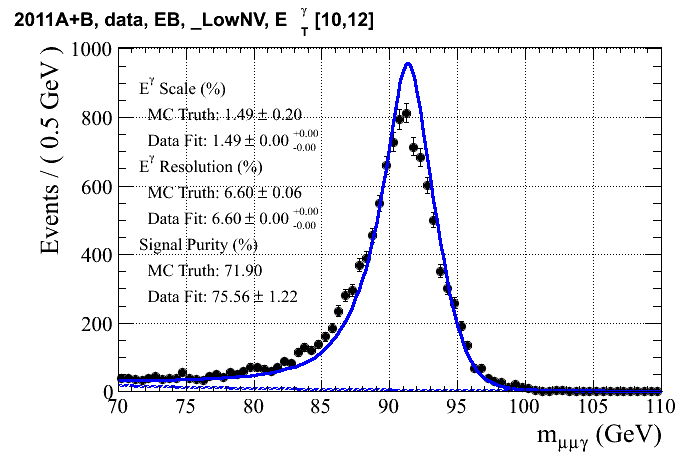 2011A+B, data, EB, _LowNV, E γ T [10,12]
Events / ( 0.5 GeV )
1000
800
600
400
200
0
E^γ Scale (%)
MC Truth: 1.49 ± 0.20
Data Fit: 1.49 ± 0.00 +0.00 -0.00
E^γ Resolution (%)
MC Truth: 6.60 ± 0.06
Data Fit: 6.60 ± 0.00 +0.00 -0.00
Signal Purity (%)
MC Truth: 71.90
Data Fit: 75.56 ± 1.22
70 75 80 85 90 95 100 105 110
m_μμγ (GeV)